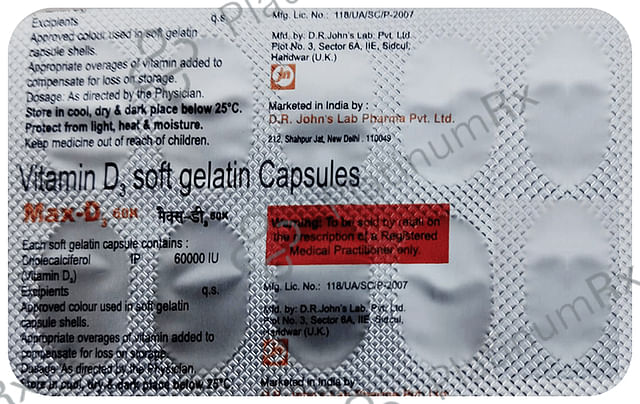 Excipients q.s.
Approved colour used in soft gelatin
capsule shells.
Appropriate overages of vitamin added to
compensate for loss on storage.
Dosage: As directed by the Physician.
Store in cool, dry & dark place below 25°C.
Protect from light, heat & moisture.
Keep medicine out of reach of children.
Mfg. Lic. No.: 118/UA/SC/P-2007
Mfd. by: D.R.John's Lab. Pvt. Ltd.
Plot No. 3, Sector 6A, IIE, Sidcul,
Haridwar (U.K.)
Marketed in India by :
D.R. John's Lab Pharma Pvt. Ltd.
212, Shahpur Jat, New Delhi - 110049
Vitamin D3 soft gelatin Capsules
Max-D3 60K मैक्स-डी3 60K
Each soft gelatin capsule contains :
Cholecalciferol IP 60000 IU
(Vitamin D3)
Excipients q.s.
Approved colour used in soft gelatin
capsule shells.
Appropriate overages of vitamin added to
compensate for loss on storage.
Dosage: As directed by the Physician.
Store in cool, dry & dark place below 25°C
Warning: To be sold by retail on
the Prescription of a Registered
Medical Practitioner only.
Mfg. Lic. No.: 118/UA/SC/P-2007
Mfd. by: D.R.John's Lab. Pvt. Ltd.
Plot No. 3, Sector 6A, IIE, Sidcul,
Haridwar (U.K.)
Marketed in India by :
PlatinumRx